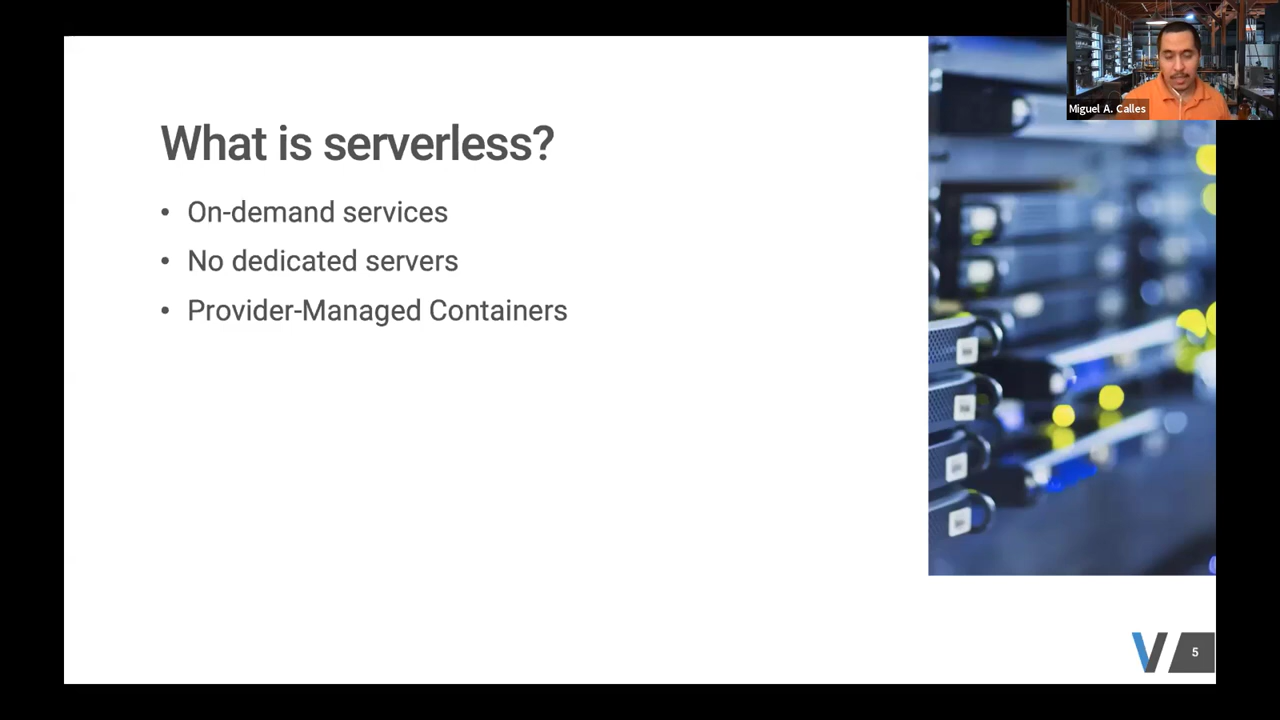 Miguel A. Calles
What is serverless?
• On-demand services
• No dedicated servers
• Provider-Managed Containers
V
5